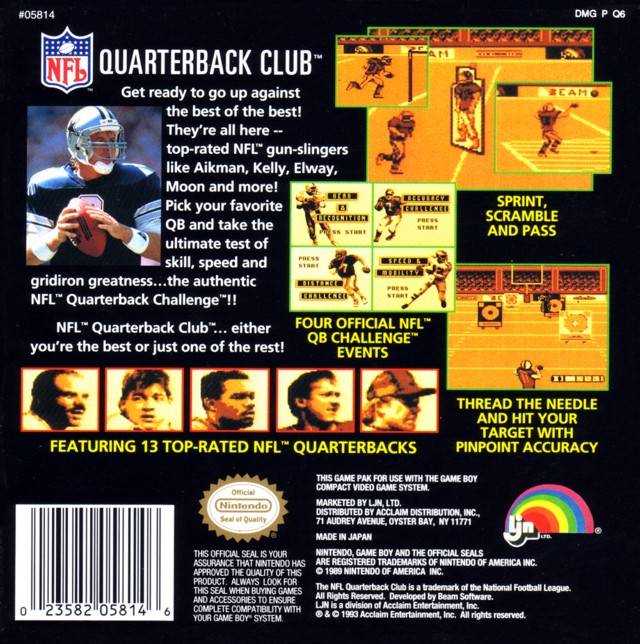 #05814
DMG P Q6
NFL
QUARTERBACK CLUB™
Get ready to go up against
the best of the best!
They're all here --
top-rated NFL™ gun-slingers
like Aikman, Kelly, Elway,
Moon and more!
Pick your favorite
QB and take the
ultimate test of
skill, speed and
gridiron greatness...the authentic
NFL™ Quarterback Challenge™!!
NFL™ Quarterback Club™... either
you're the best or just one of the rest!
BEAM
SPRINT,
SCRAMBLE
AND PASS
READ
&
RECOGNITION
PRESS START
ACCURACY
CHALLENGE
PRESS
START
PRESS
START
DISTANCE
CHALLENGE
SPEED &
MOBILITY
PRESS
START
FOUR OFFICIAL NFL™
QB CHALLENGE™
EVENTS
THREAD THE NEEDLE
AND HIT YOUR
TARGET WITH
PINPOINT ACCURACY
FEATURING 13 TOP-RATED NFL™ QUARTERBACKS
Official
Nintendo
Seal of Quality
THIS OFFICIAL SEAL IS YOUR
ASSURANCE THAT NINTENDO HAS
APPROVED THE QUALITY OF THIS
PRODUCT. ALWAYS LOOK FOR
THIS SEAL WHEN BUYING GAMES
AND ACCESSORIES TO ENSURE
COMPLETE COMPATIBILITY WITH
YOUR GAME BOY® SYSTEM.
0 23582 05814 6
THIS GAME PAK FOR USE WITH THE GAME BOY
COMPACT VIDEO GAME SYSTEM.
MARKETED BY LJN, LTD.
DISTRIBUTED BY ACCLAIM DISTRIBUTION, INC.,
71 AUDREY AVENUE, OYSTER BAY, NY 11771
MADE IN JAPAN
NINTENDO, GAME BOY AND THE OFFICIAL SEALS
ARE REGISTERED TRADEMARKS OF NINTENDO OF AMERICA INC.
© 1989 NINTENDO OF AMERICA INC.
The NFL Quarterback Club is a trademark of the National Football League.
All Rights Reserved. Developed by Beam Software.
LJN is a division of Acclaim Entertainment, Inc.
® & © 1993 Acclaim Entertainment, Inc. All rights reserved.
ljn LTD.